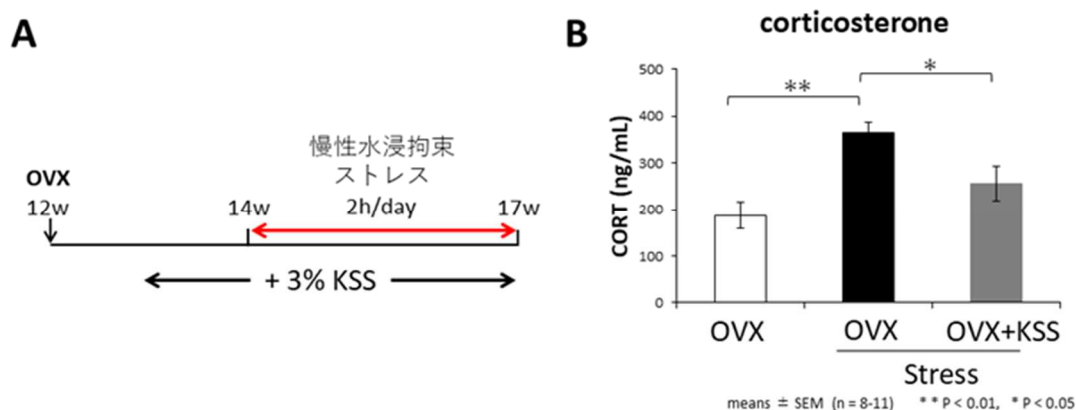 A
OVX
12w
14w
慢性水浸拘束
ストレス
2h/day
17w
+ 3% KSS
B
corticosterone
CORT (ng/mL)
500
400
300
200
100
0
**
*
OVX
OVX
OVX+KSS
Stress
means ± SEM (n = 8-11) * * P < 0.01, * P < 0.05